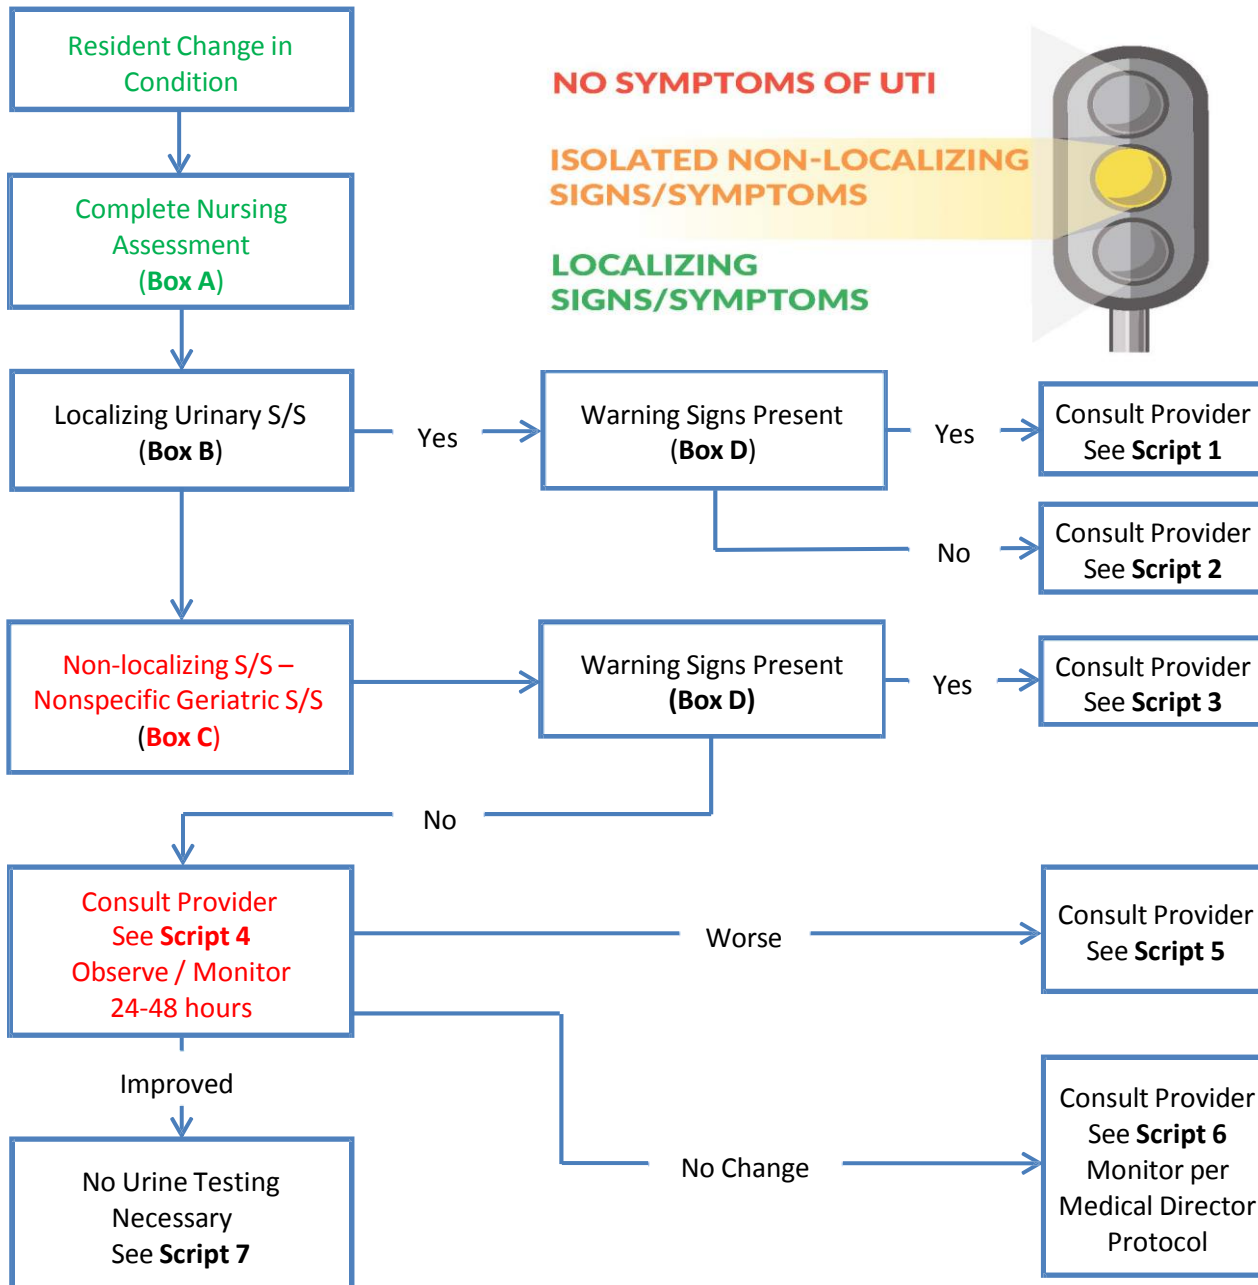 Resident Change in
Condition
NO SYMPTOMS OF UTI
ISOLATED NON-LOCALIZING
SIGNS/SYMPTOMS
LOCALIZING
SIGNS/SYMPTOMS
Complete Nursing
Assessment
(Box A)
Localizing Urinary S/S
(Box B)
Yes
Warning Signs Present
(Box D)
Yes
Consult Provider
See Script 1
No
Consult Provider
See Script 2
Non-localizing S/S –
Nonspecific Geriatric S/S
(Box C)
Warning Signs Present
(Box D)
Yes
Consult Provider
See Script 3
No
Consult Provider
See Script 4
Observe / Monitor
24-48 hours
Worse
Consult Provider
See Script 5
Improved
No Change
Consult Provider
See Script 6
Monitor per
Medical Director
Protocol
No Urine Testing
Necessary
See Script 7